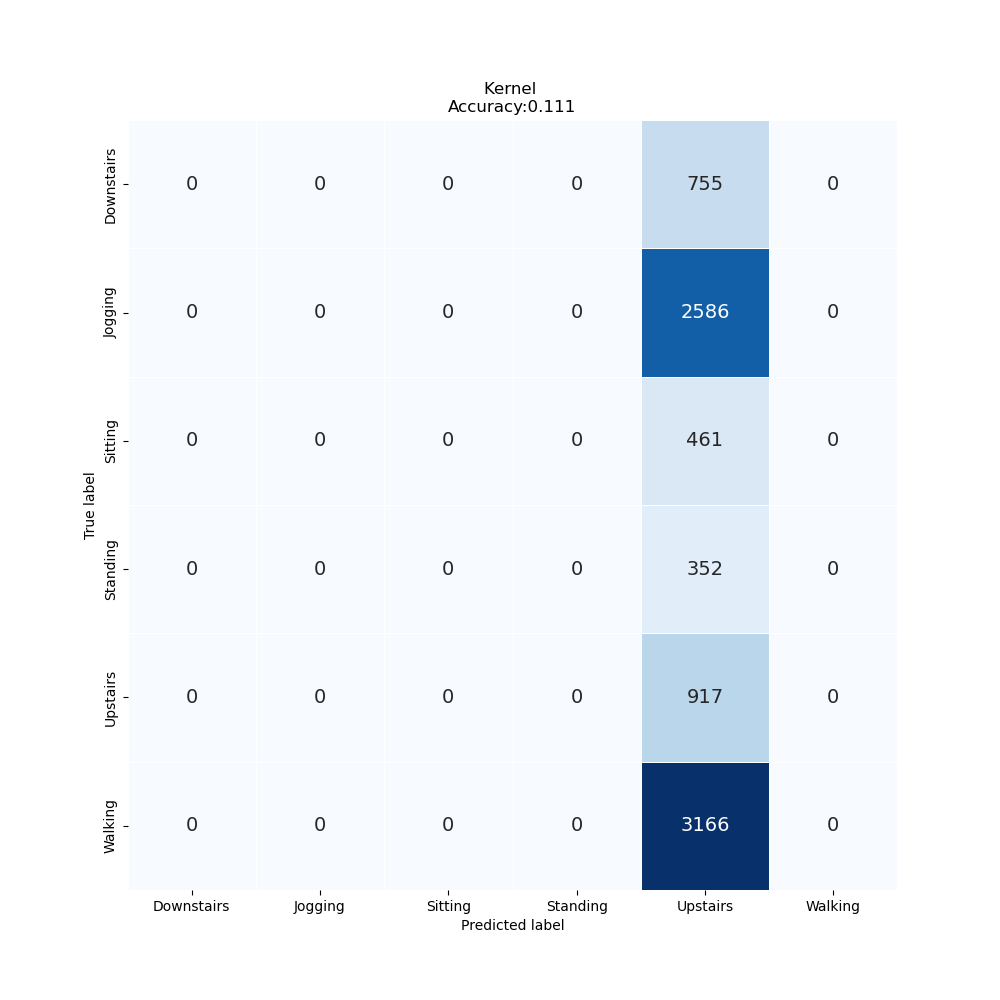 Kernel
Accuracy:0.111
Downstairs
0 0 0 0 755 0
Jogging
0 0 0 0 2586 0
Sitting
0 0 0 0 461 0
True label
Standing
0 0 0 0 352 0
Upstairs
0 0 0 0 917 0
Walking
0 0 0 0 3166 0
Downstairs Jogging Sitting Standing Upstairs Walking
Predicted label